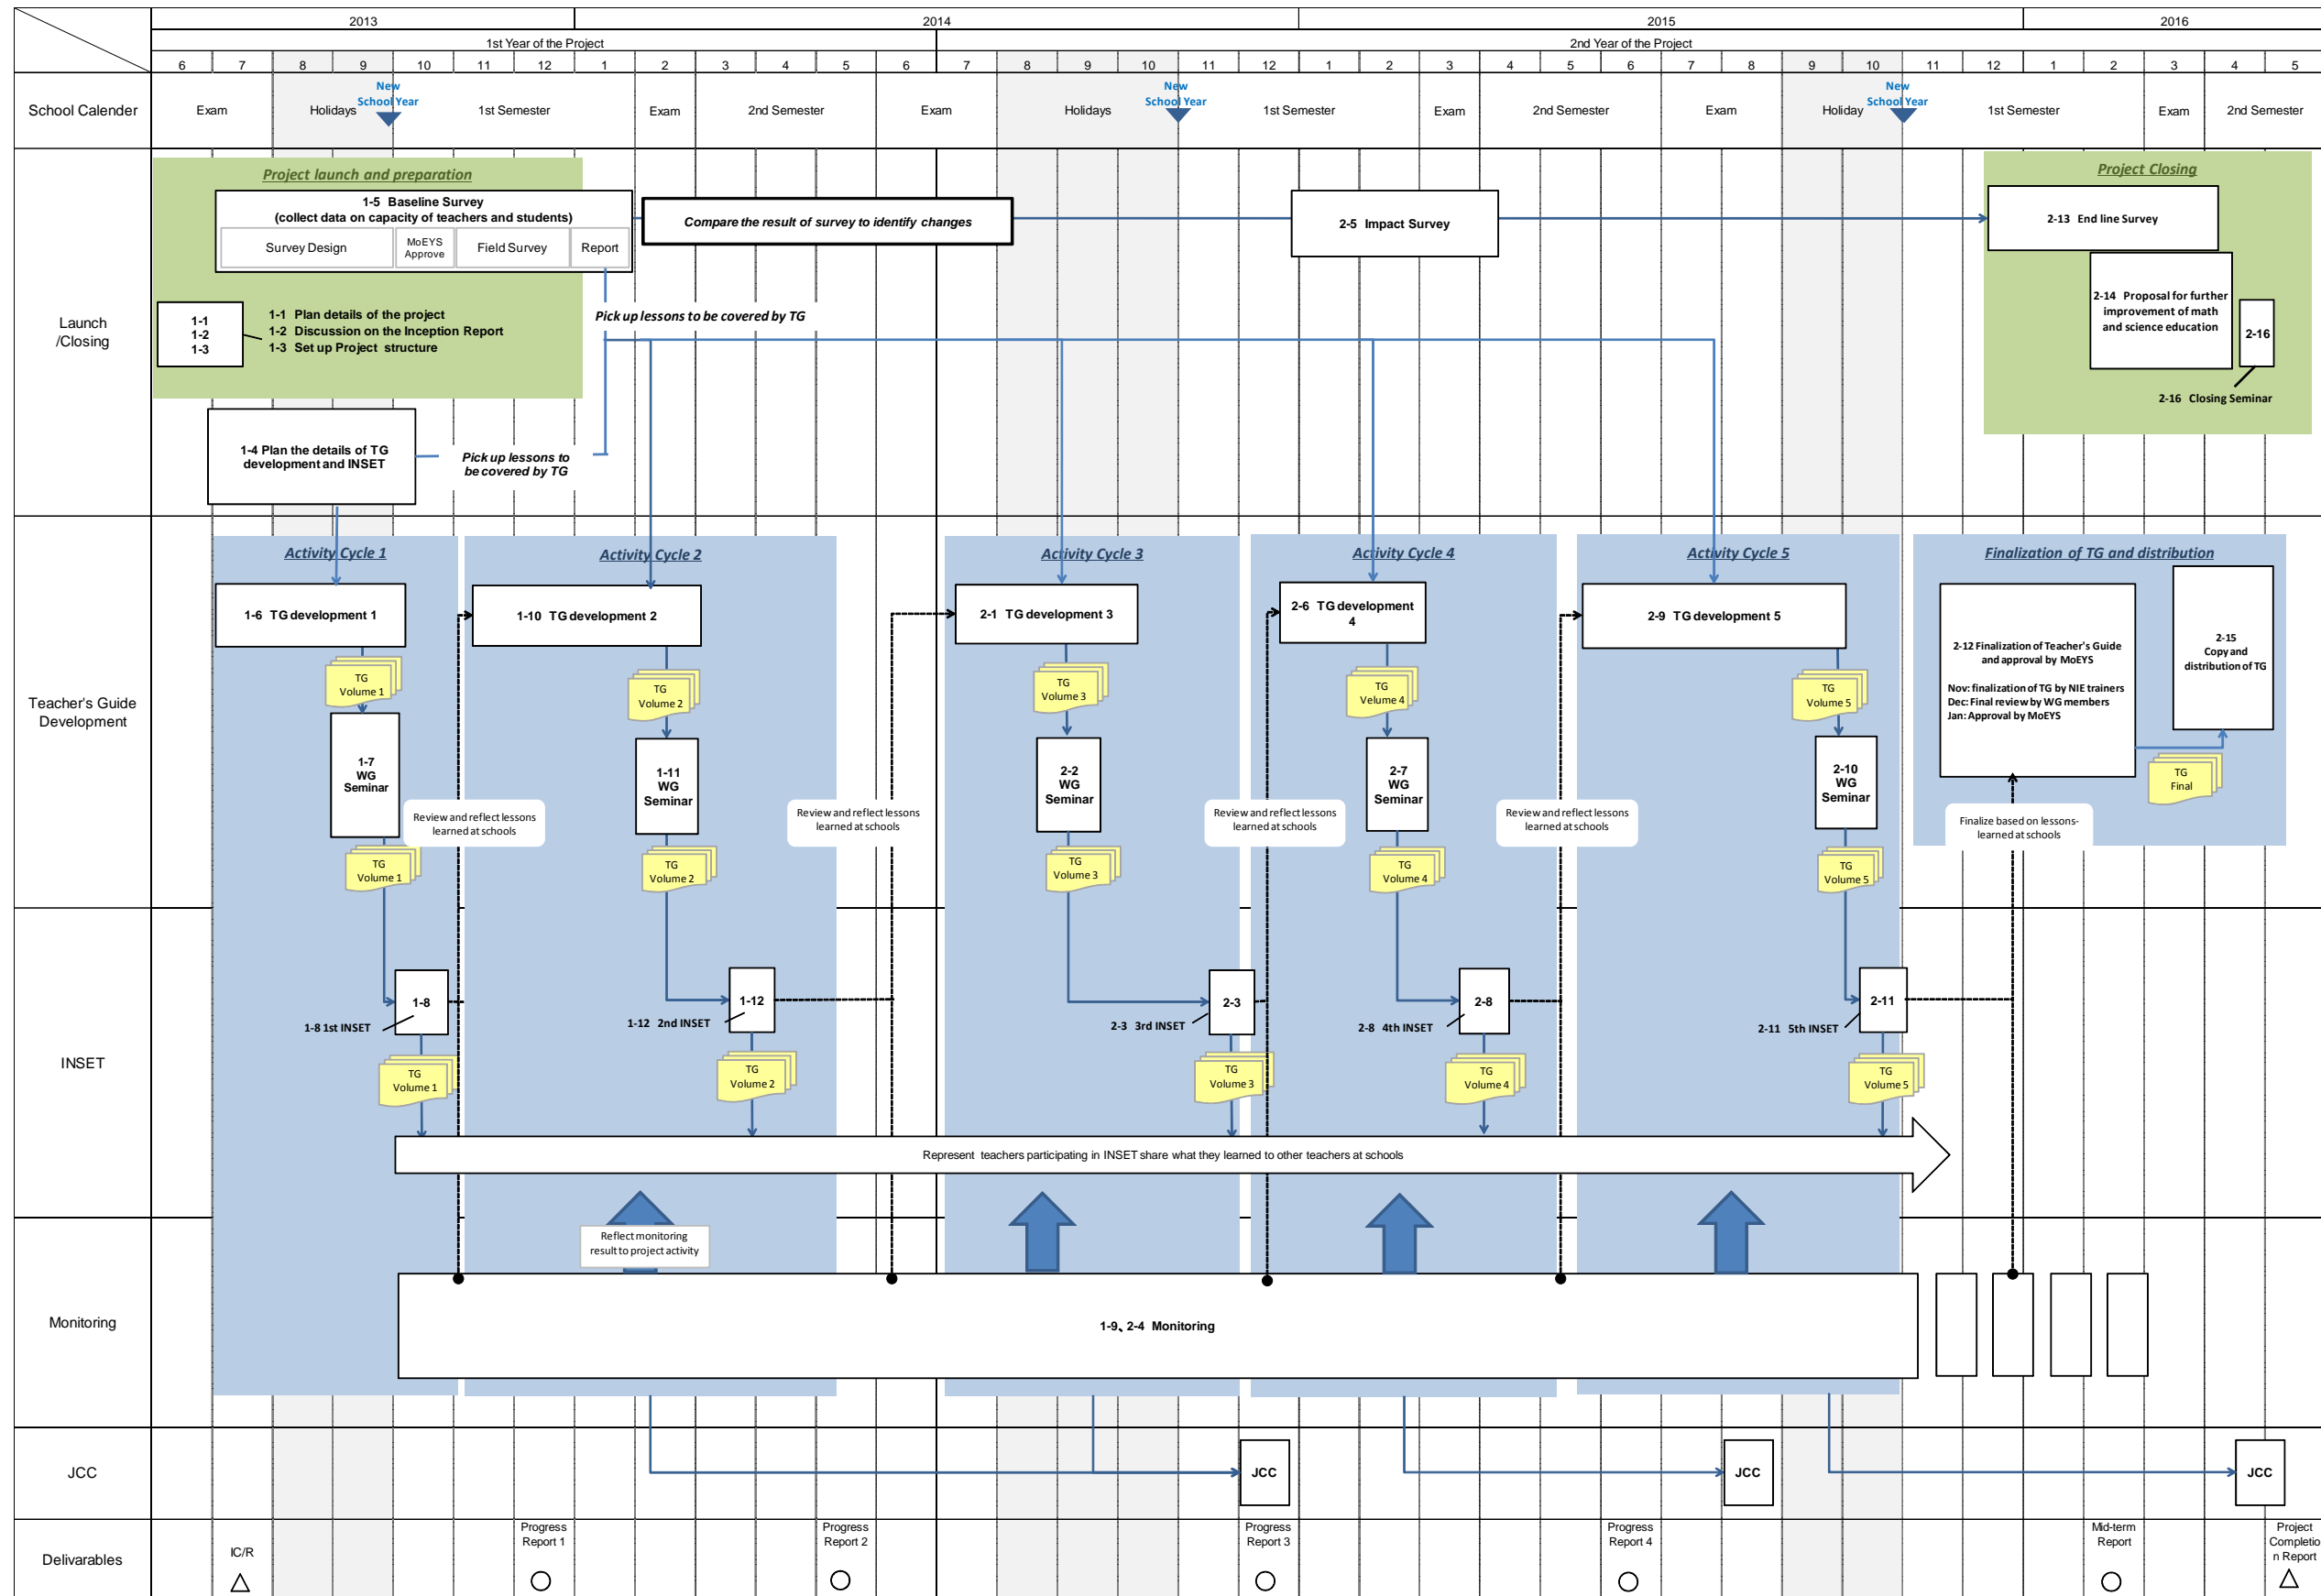 2013
2014
2015
2016
1st Year of the Project
2nd Year of the Project
6 7 8 9 10 11 12 1 2 3 4 5 6 7 8 9 10 11 12 1 2 3 4 5 6 7 8 9 10 11 12 1 2 3 4 5
School Calender
Exam
Holidays
New
School Year
1st Semester
Exam
2nd Semester
Exam
Holidays
New
School Year
1st Semester
Exam
2nd Semester
Exam
Holiday
New
School Year
1st Semester
Exam
2nd Semester
Launch
/Closing
Project launch and preparation
1-5 Baseline Survey
(collect data on capacity of teachers and students)
Survey Design
MoEYS
Approve
Field Survey
Report
Compare the result of survey to identify changes
2-5 Impact Survey
Project Closing
2-13 End line Survey
2-14 Proposal for further
improvement of math
and science education
2-16
2-16 Closing Seminar
1-1
1-2
1-3
1-1 Plan details of the project
1-2 Discussion on the Inception Report
1-3 Set up Project structure
Pick up lessons to be covered by TG
1-4 Plan the details of TG
development and INSET
Pick up lessons to
be covered by TG
Teacher's Guide
Development
Activity Cycle 1
Activity Cycle 2
Activity Cycle 3
Activity Cycle 4
Activity Cycle 5
Finalization of TG and distribution
1-6 TG development 1
1-10 TG development 2
2-1 TG development 3
2-6 TG development
4
2-9 TG development 5
2-12 Finalization of Teacher's Guide
and approval by MoEYS
Nov: finalization of TG by NIE trainers
Dec: Final review by WG members
Jan: Approval by MoEYS
2-15
Copy and
distribution of TG
TG
Volume 1
TG
Volume 2
TG
Volume 3
TG
Volume 4
TG
Volume 5
1-7
WG
Seminar
1-11
WG
Seminar
2-2
WG
Seminar
2-7
WG
Seminar
2-10
WG
Seminar
TG
Final
Review and reflect lessons
learned at schools
Review and reflect lessons
learned at schools
Review and reflect lessons
learned at schools
Review and reflect lessons
learned at schools
Finalize based on lessons-
learned at schools
TG
Volume 1
TG
Volume 2
TG
Volume 3
TG
Volume 4
TG
Volume 5
INSET
1-8
1-8 1st INSET
1-12
1-12 2nd INSET
2-3
2-3 3rd INSET
2-8
2-8 4th INSET
2-11
2-11 5th INSET
TG
Volume 1
TG
Volume 2
TG
Volume 3
TG
Volume 4
TG
Volume 5
Represent teachers participating in INSET share what they learned to other teachers at schools
Reflect monitoring
result to project activity
Monitoring
1-9、2-4 Monitoring
JCC
JCC
JCC
JCC
Delivarables
IC/R
Progress
Report 1
Progress
Report 2
Progress
Report 3
Progress
Report 4
Mid-term
Report
Project
Completio
n Report